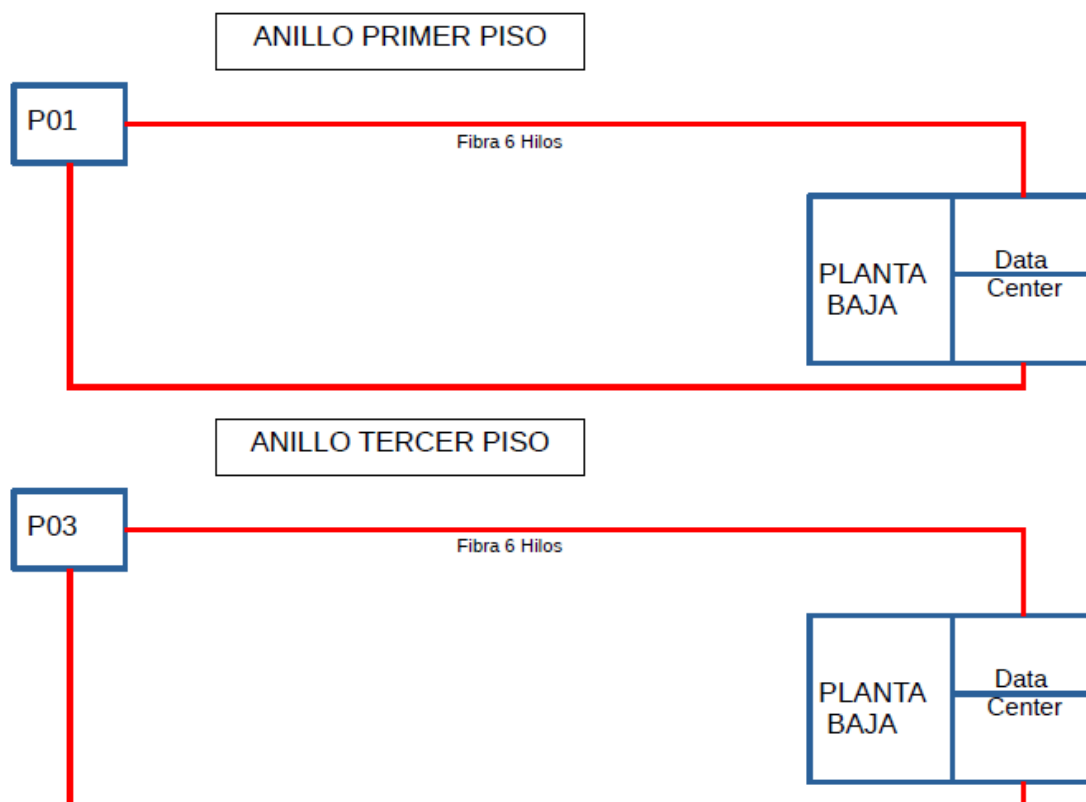 ANILLO PRIMER PISO
P01
Fibra 6 Hilos
PLANTA
BAJA
Data
Center
ANILLO TERCER PISO
P03
Fibra 6 Hilos
PLANTA
BAJA
Data
Center